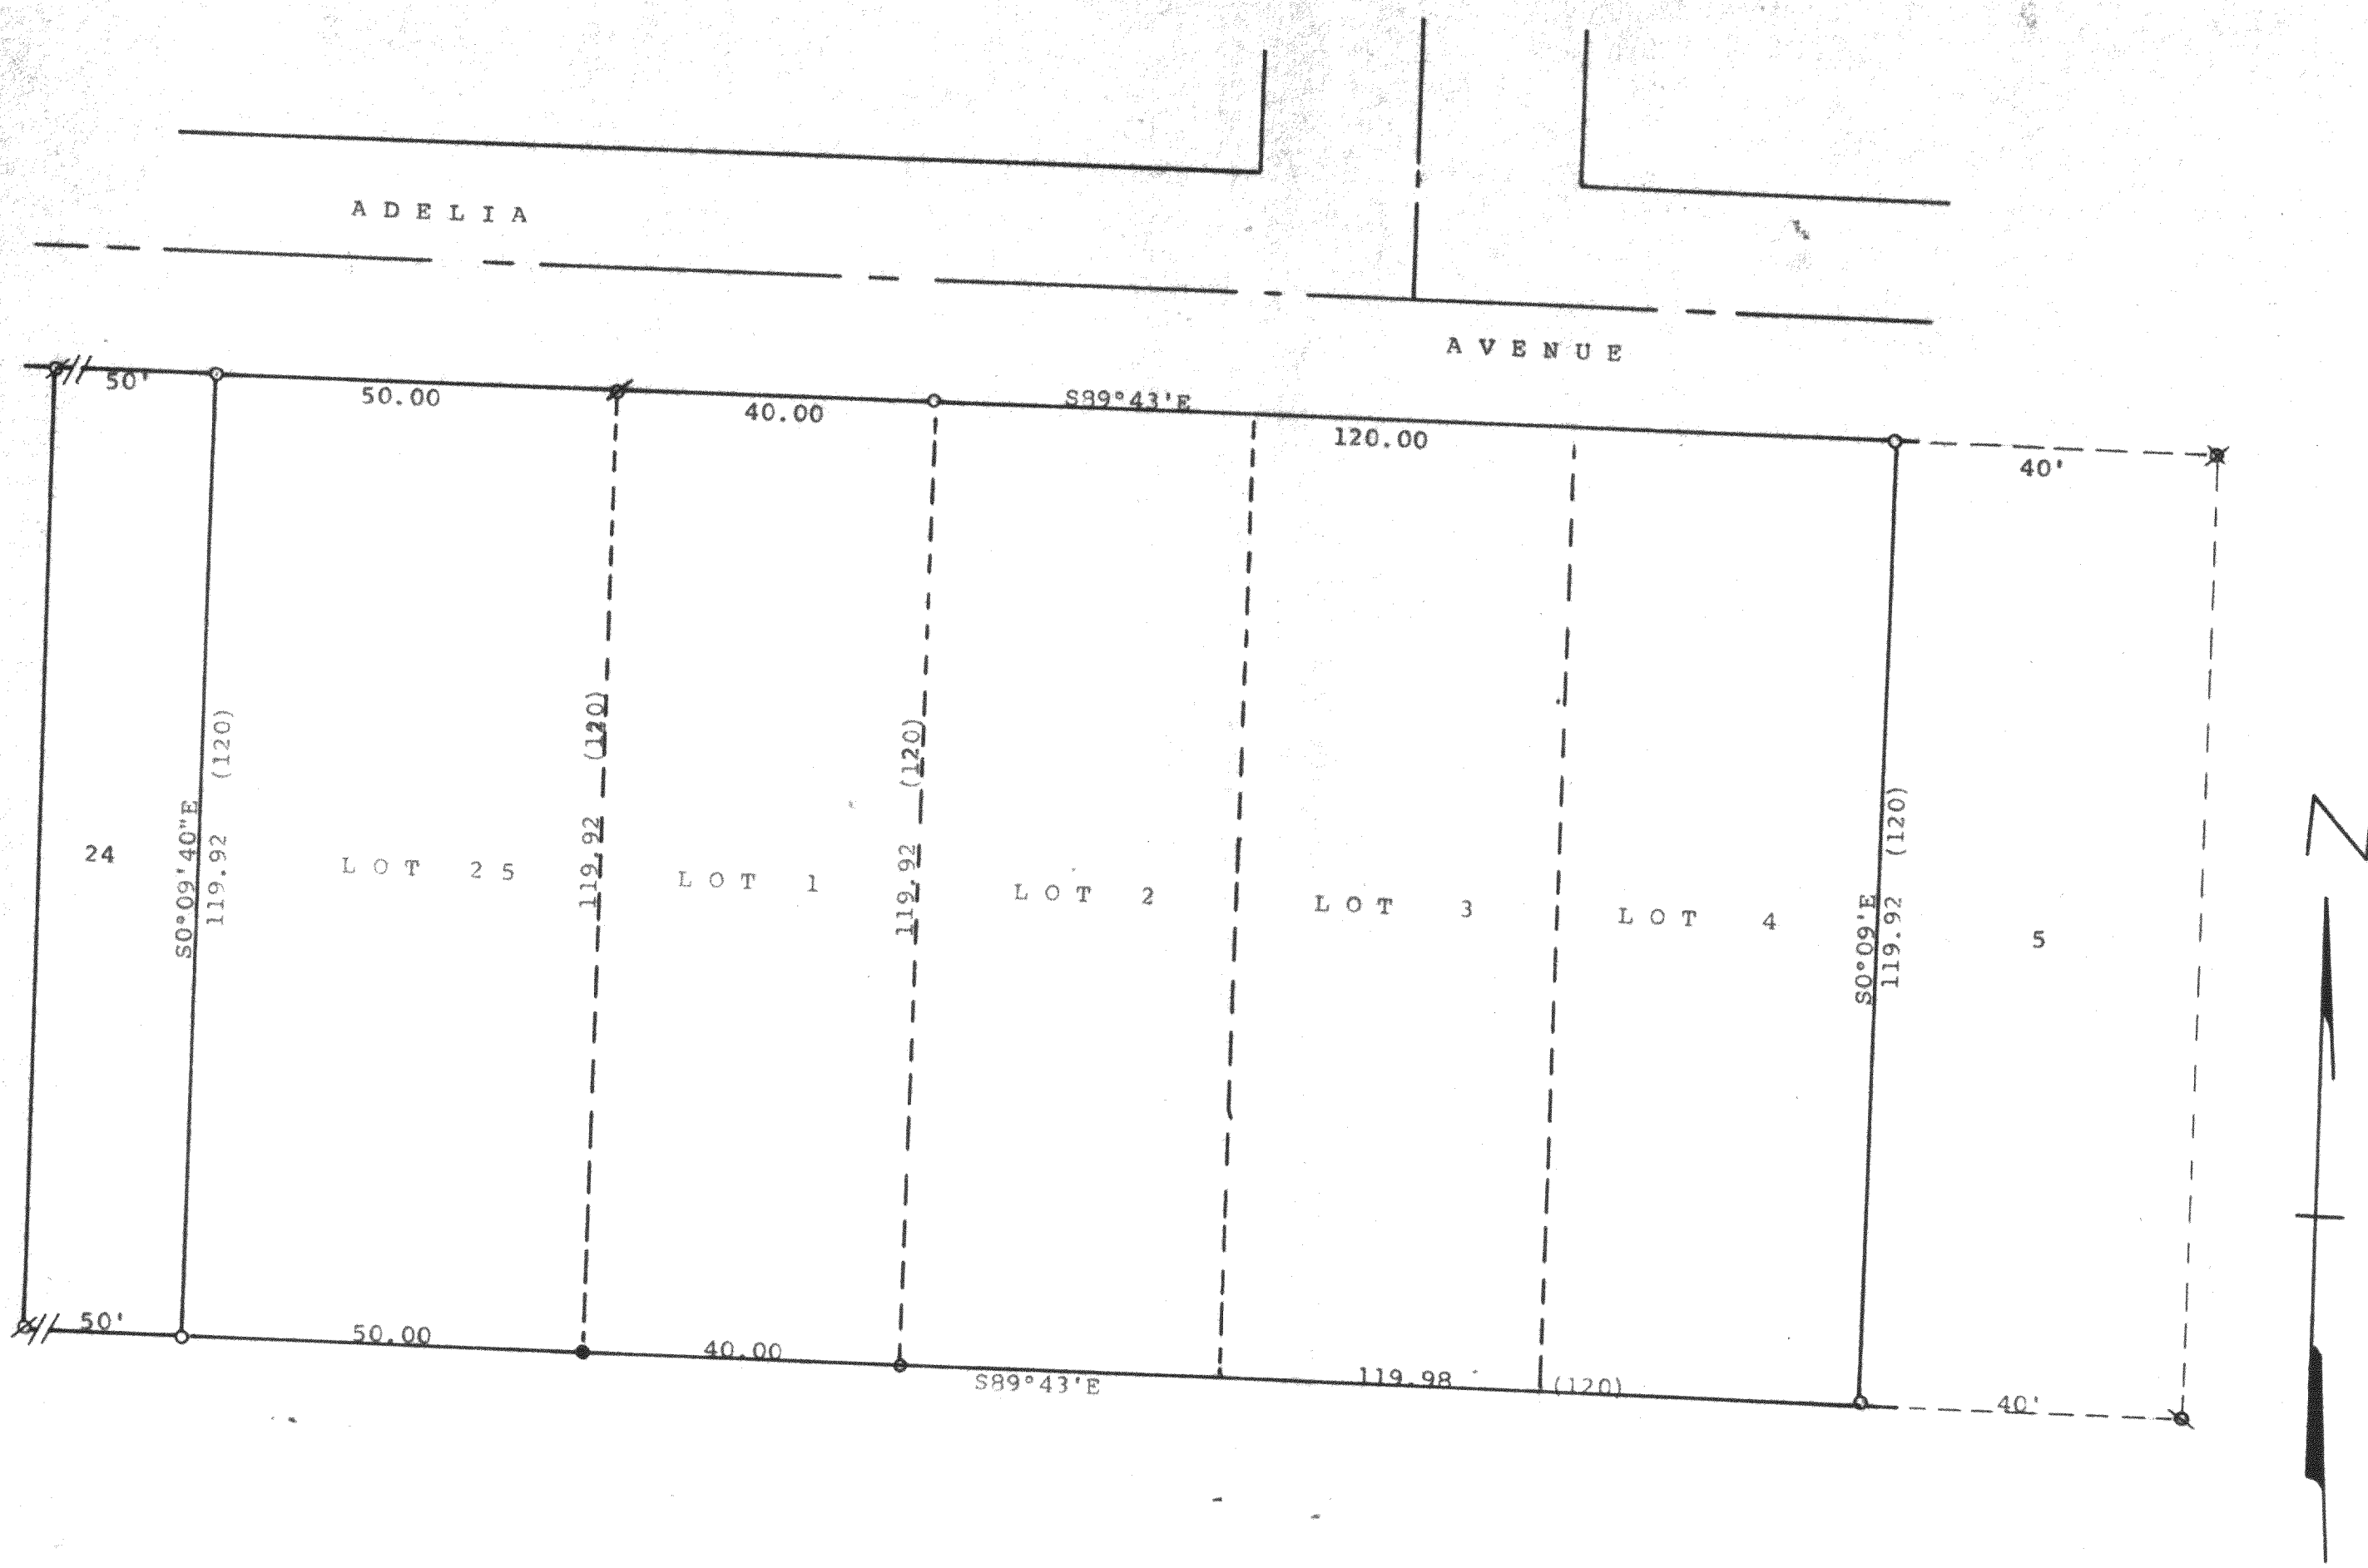 ADELIA
AVENUE
50'
50.00
40.00
S89°43'E
120.00
40'
S0°09'40"E
119.92 (120)
119.92 (120)
119.92 (120)
S0°09'E
119.92 (120)
24
LOT 25
LOT 1
LOT 2
LOT 3
LOT 4
5
N
50'
50.00
40.00
S89°43'E
119.98
(120)
40'